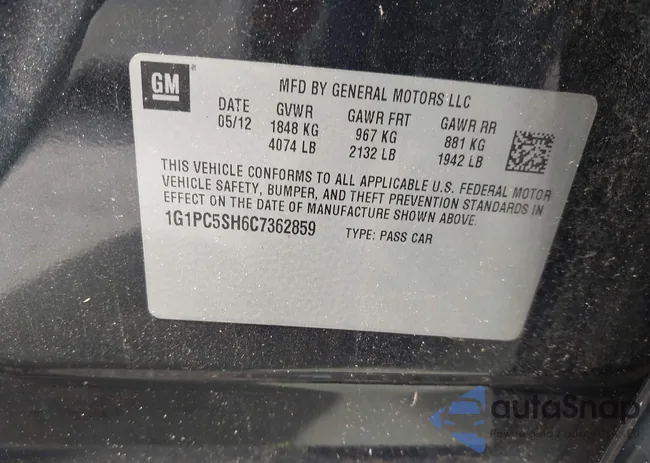 GM
MFD BY GENERAL MOTORS LLC
DATE GVWR GAWR FRT GAWR RR
05/12 1848 KG 967 KG 881 KG
4074 LB 2132 LB 1942 LB
THIS VEHICLE CONFORMS TO ALL APPLICABLE U.S. FEDERAL MOTOR
VEHICLE SAFETY, BUMPER, AND THEFT PREVENTION STANDARDS IN
EFFECT ON THE DATE OF MANUFACTURE SHOWN ABOVE.
1G1PC5SH6C7362859 TYPE: PASS CAR
autaSnap